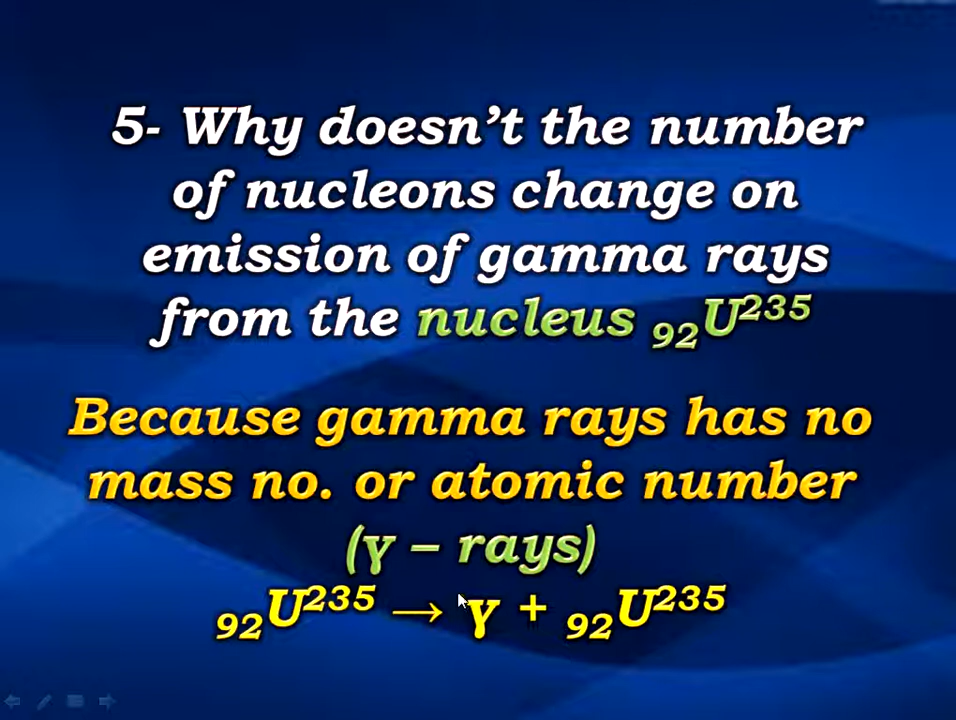 5- Why doesn’t the number
of nucleons change on
emission of gamma rays
from the nucleus ₉₂U²³⁵
Because gamma rays has no
mass no. or atomic number
(γ – rays)
₉₂U²³⁵ → γ + ₉₂U²³⁵